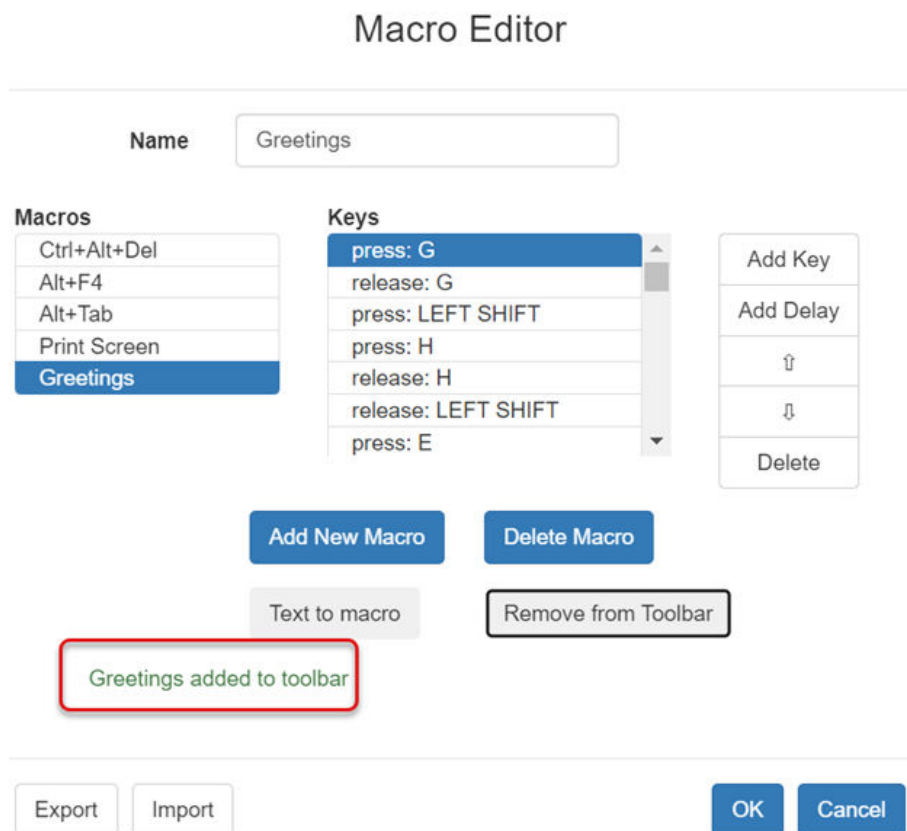 Macro Editor
Name
Greetings
Macros
Keys
Ctrl+Alt+Del
Alt+F4
Alt+Tab
Print Screen
Greetings
press: G
release: G
press: LEFT SHIFT
press: H
release: H
release: LEFT SHIFT
press: E
Add Key
Add Delay
⇧
⇩
Delete
Add New Macro
Delete Macro
Text to macro
Remove from Toolbar
Greetings added to toolbar
Export
Import
OK
Cancel